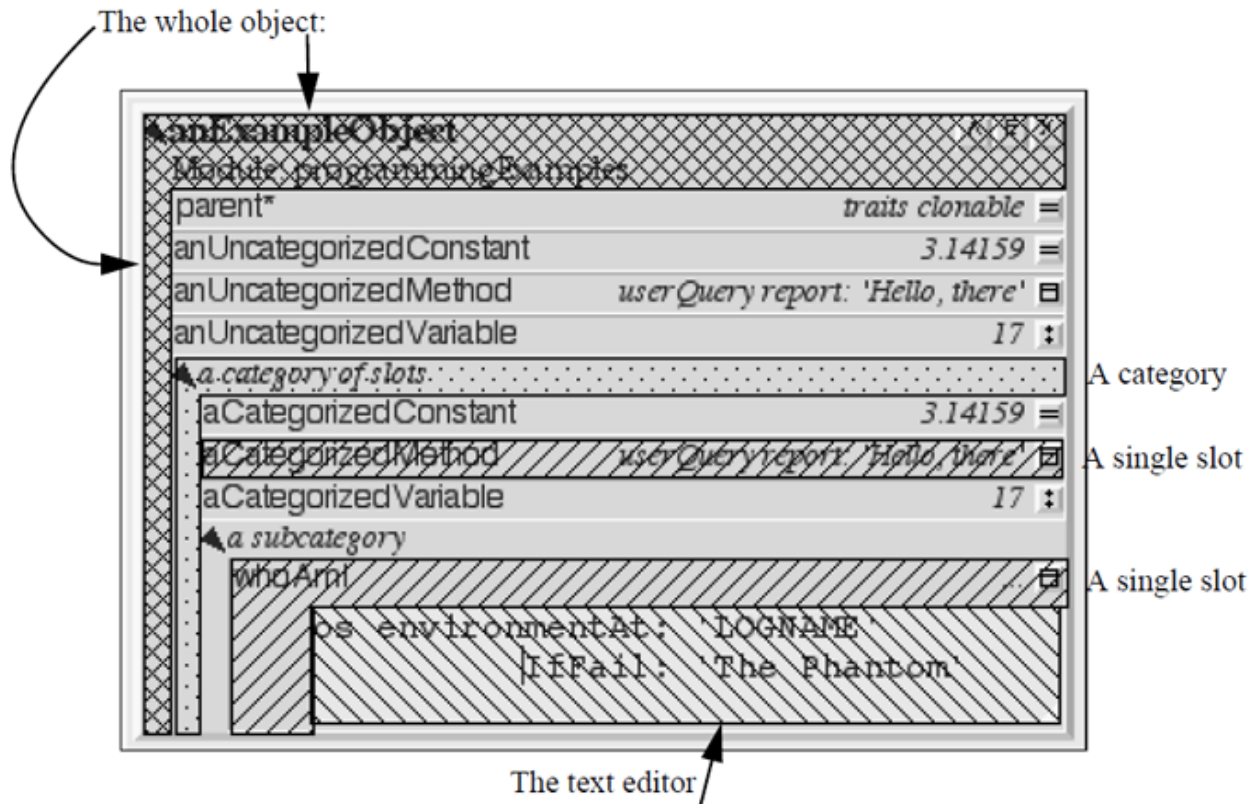 The whole object:
anExampleObject
Module: programmingExamples
parent* traits clonable =
anUncategorizedConstant 3.14159 =
anUncategorizedMethod userQuery report: 'Hello, there'
anUncategorizedVariable 17 :
a category of slots A category
aCategorizedConstant 3.14159 =
aCategorizedMethod userQuery report: 'Hello, there' A single slot
aCategorizedVariable 17 :
a subcategory
whoAmI ... A single slot
os environmentAt: 'LOGNAME'
IfFail: 'The Phantom'
The text editor